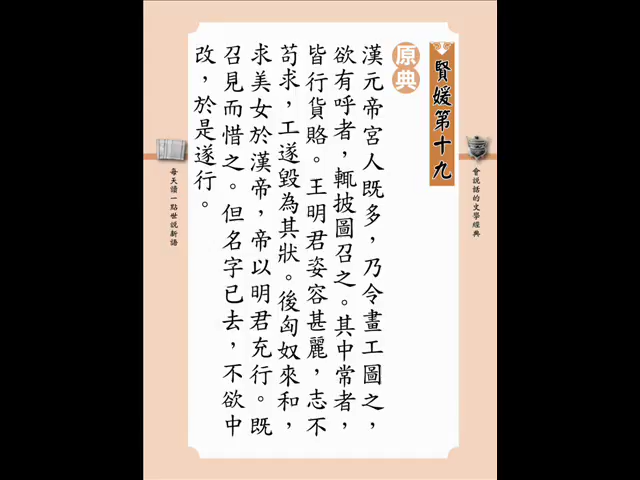 會說話的文學經典
賢媛第十九
原典
漢元帝宮人既多，乃令畫工圖之，
欲有呼者，輒披圖召之。其中常者，
皆行貨賂。王明君姿容甚麗，志不
苟求，工遂毀為其狀。後匈奴來和，
求美女於漢帝，帝以明君充行。既
召見而惜之。但名字已去，不欲中
改，於是遂行。
每天讀一點世說新語